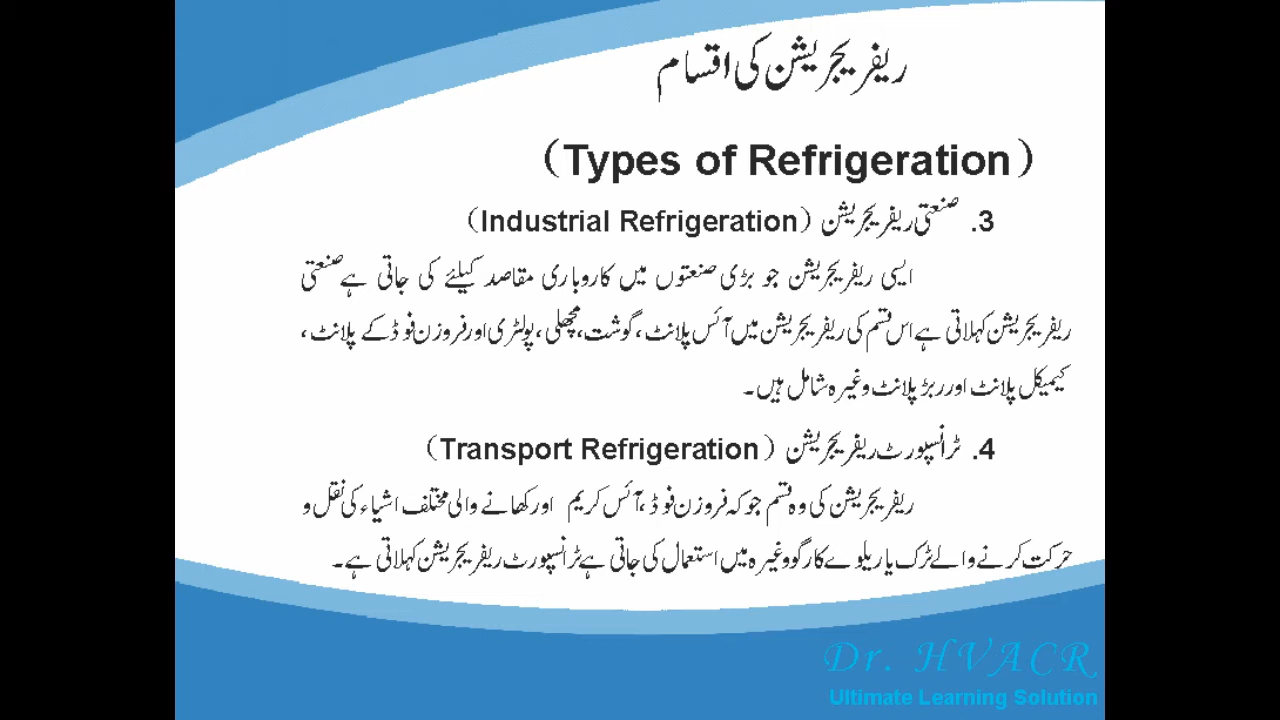 ریفریجریشن کی اقسام
(Types of Refrigeration)
3. صنعتی ریفریجریشن (Industrial Refrigeration)
ایسی ریفریجریشن جو بڑی صنعتوں میں کاروباری مقاصد کیلئے کی جاتی ہے صنعتی
ریفریجریشن کہلاتی ہے اس قسم کی ریفریجریشن میں آئس پلانٹ، گوشت، مچھلی، پولٹری اور فروزن فوڈ کے پلانٹ،
کیمیکل پلانٹ اور ربڑ پلانٹ وغیرہ شامل ہیں۔
4. ٹرانسپورٹ ریفریجریشن (Transport Refrigeration)
ریفریجریشن کی وہ قسم جو کہ فروزن فوڈ، آئس کریم اور کھانے والی مختلف اشیاء کی نقل و
حرکت کرنے والے ٹرک یا ریلوے کارگو وغیرہ میں استعمال کی جاتی ہے ٹرانسپورٹ ریفریجریشن کہلاتی ہے۔
Dr. HVACR
Ultimate Learning Solution